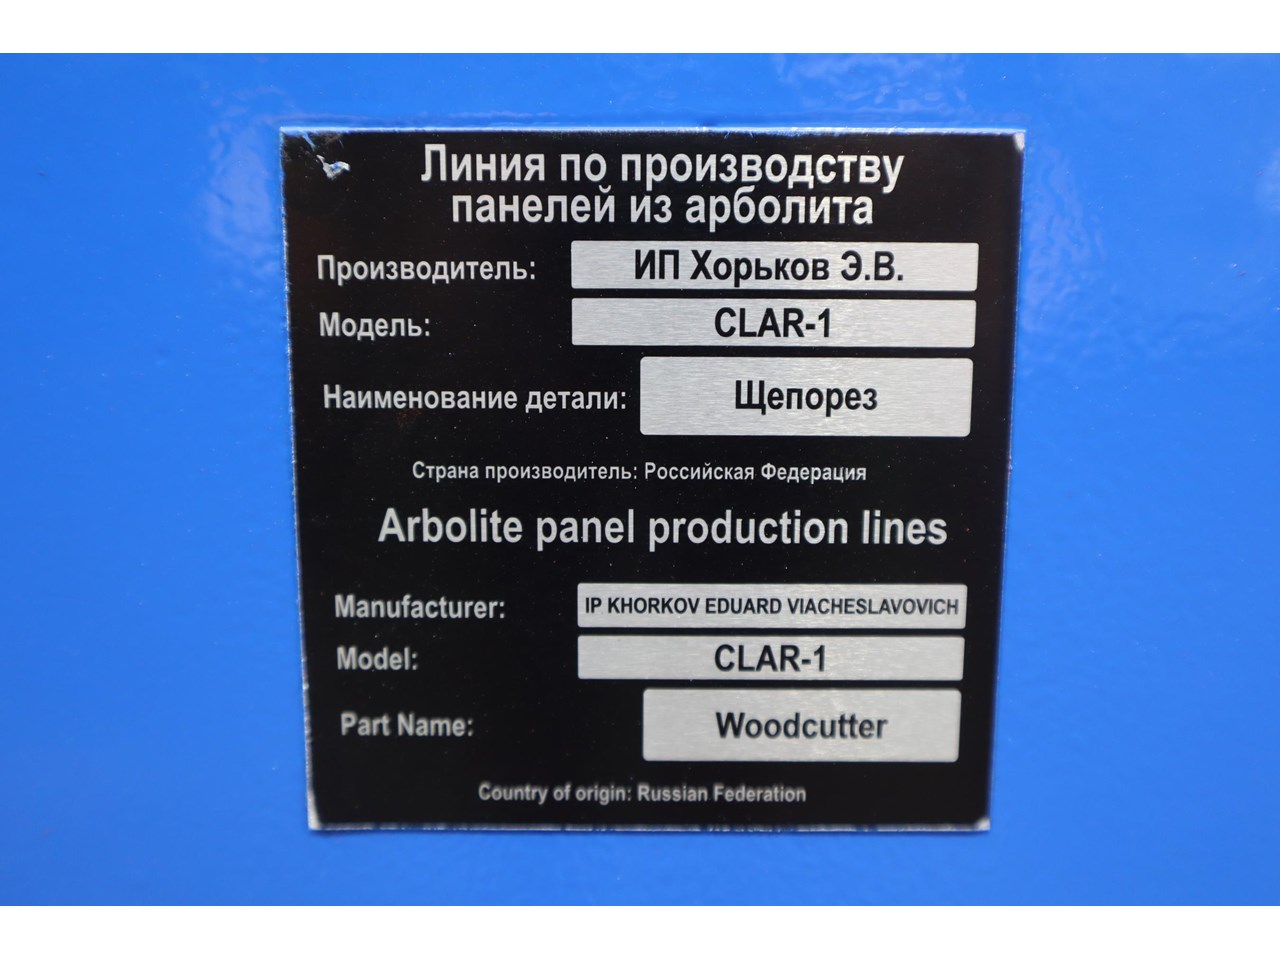 Линия по производству
панелей из арболита
Производитель: ИП Хорьков Э.В.
Модель: CLAR-1
Наименование детали: Щепорез
Страна производитель: Российская Федерация
Arbolite panel production lines
Manufacturer: IP KHORKOV EDUARD VIACHESLAVOVICH
Model: CLAR-1
Part Name: Woodcutter
Country of origin: Russian Federation